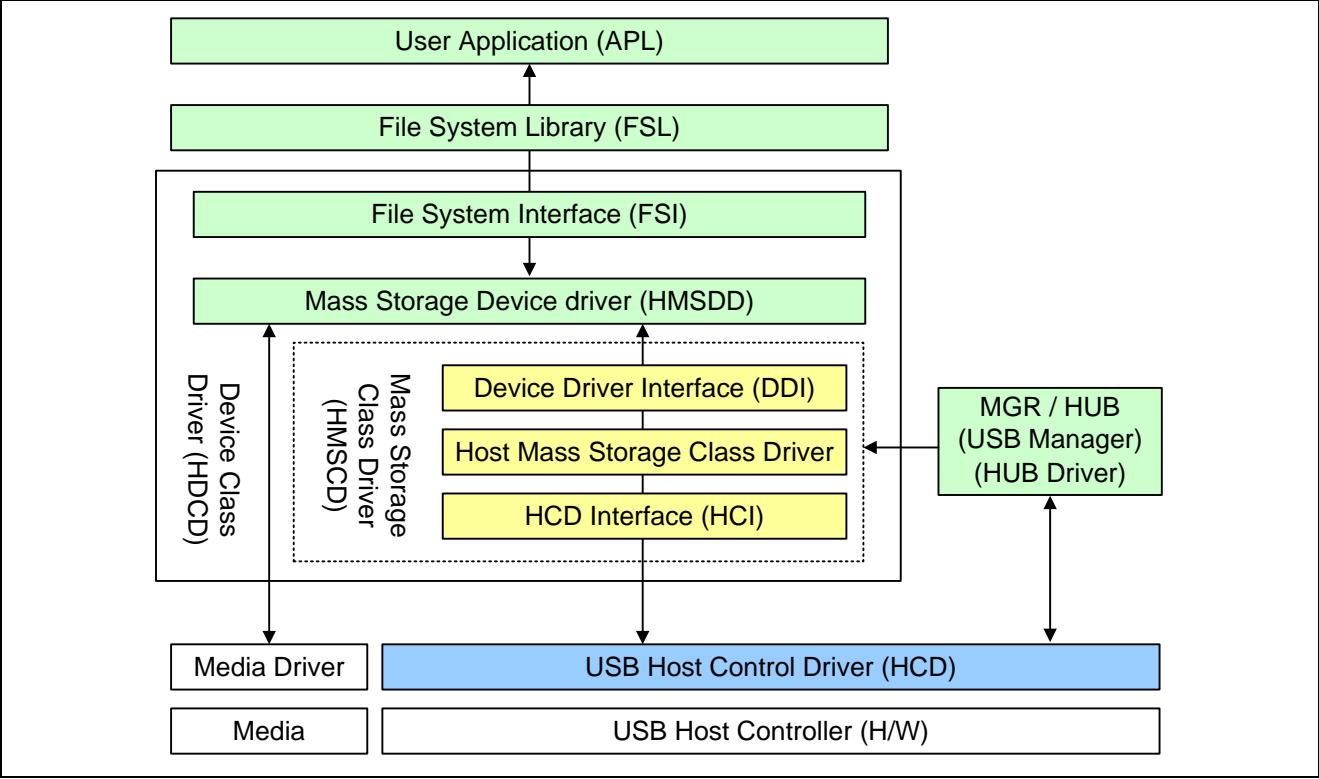 User Application (APL)
File System Library (FSL)
File System Interface (FSI)
Mass Storage Device driver (HMSDD)
Device Class
Driver (HDCD)
Mass Storage
Class Driver
(HMSCD)
Device Driver Interface (DDI)
Host Mass Storage Class Driver
HCD Interface (HCI)
MGR / HUB
(USB Manager)
(HUB Driver)
Media Driver
USB Host Control Driver (HCD)
Media
USB Host Controller (H/W)